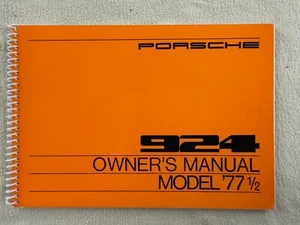 PORSCHE
924
OWNER'S MANUAL
MODEL '77 1/2